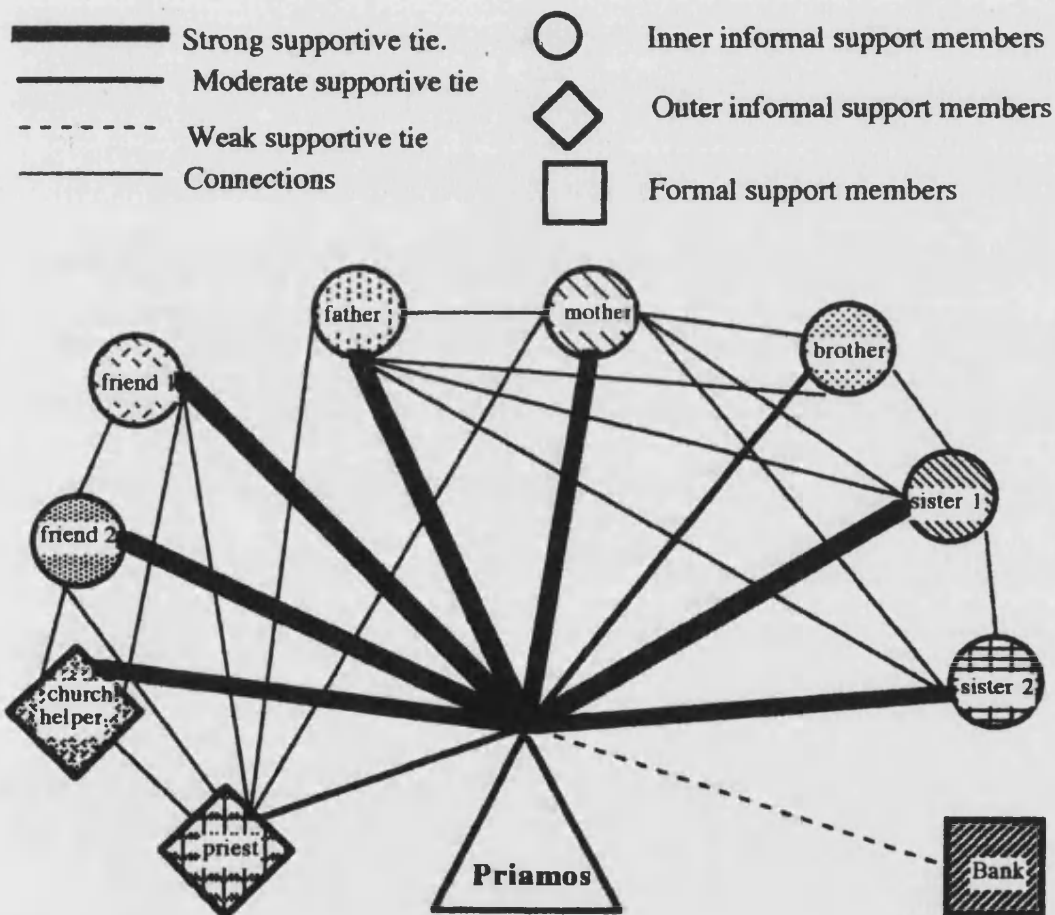 Strong supportive tie.
Inner informal support members
Moderate supportive tie
Outer informal support members
Weak supportive tie
Connections
Formal support members
father
mother
brother
friend 1
sister 1
friend 2
sister 2
church
helper
priest
Priamos
Bank